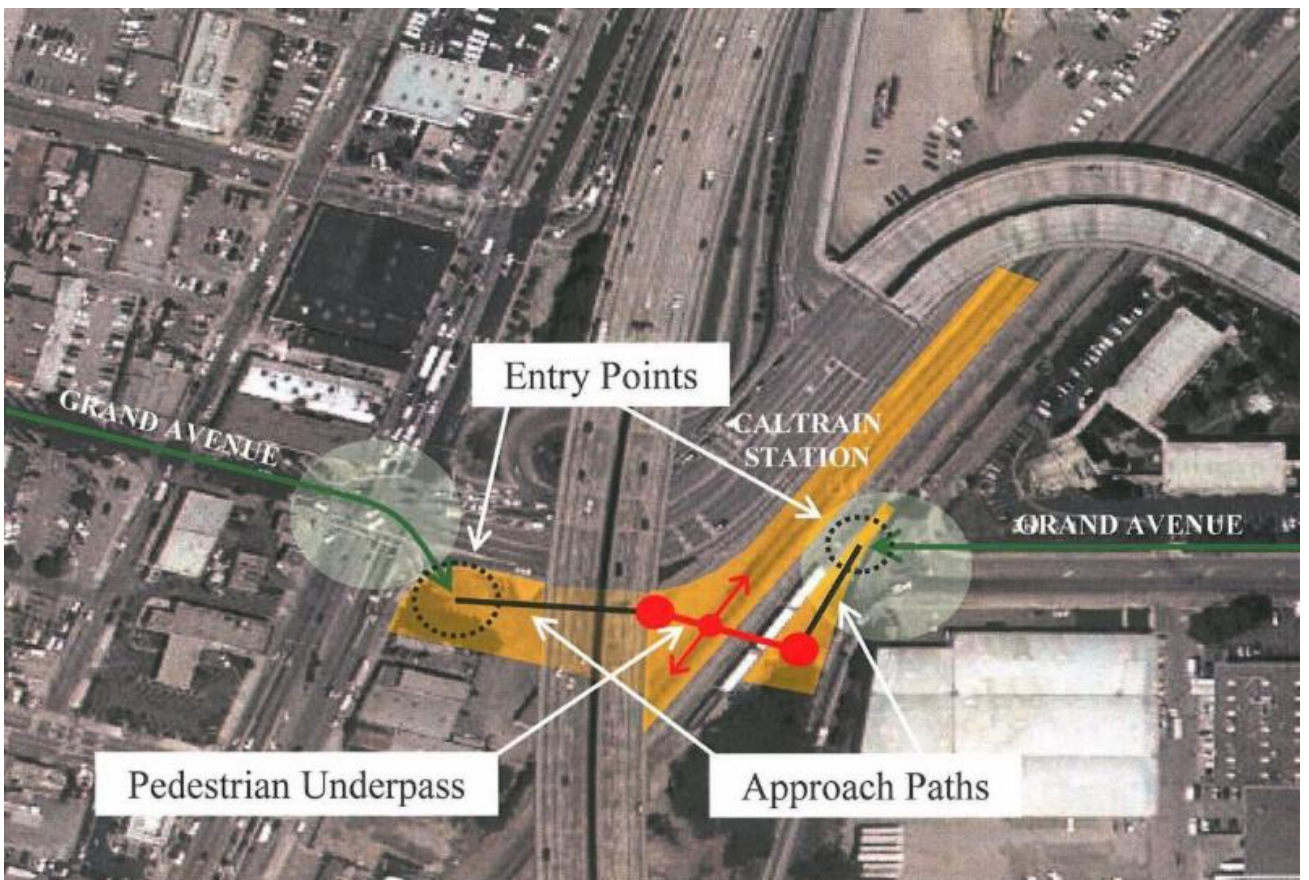 Entry Points
GRAND AVENUE
CALTRAIN
STATION
GRAND AVENUE
Pedestrian Underpass
Approach Paths